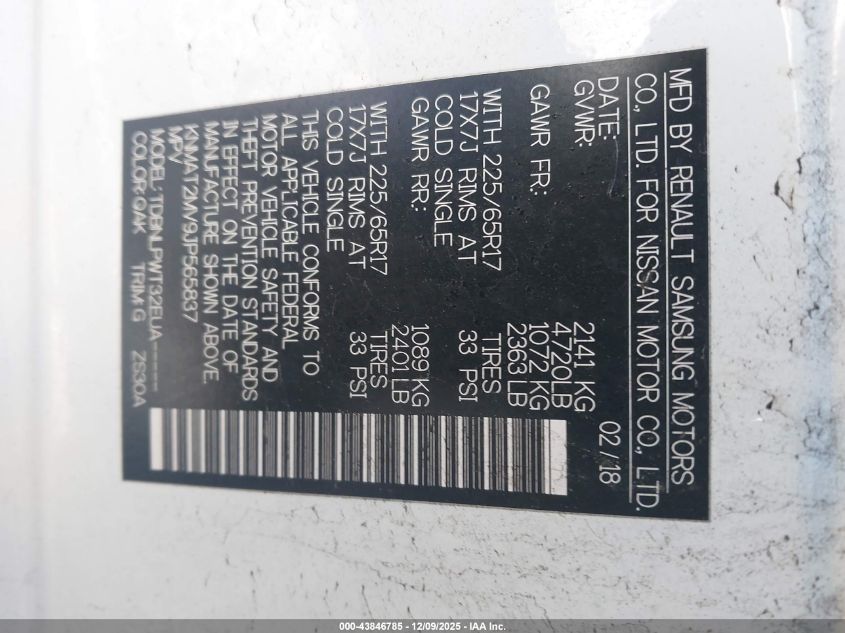 MFD BY RENAULT SAMSUNG MOTORS
CO., LTD. FOR NISSAN MOTOR CO., LTD.
DATE: 02/18
GVWR: 2141 KG
4720LB
GAWR FR: 1072 KG
2363 LB
WITH 225/65R17 TIRES
17X7J RIMS AT 33 PSI
COLD SINGLE
GAWR RR: 1089 KG
2401 LB
WITH 225/65R17 TIRES
17X7J RIMS AT 33 PSI
COLD SINGLE
THIS VEHICLE CONFORMS TO
ALL APPLICABLE FEDERAL
MOTOR VEHICLE SAFETY AND
THEFT PREVENTION STANDARDS
IN EFFECT ON THE DATE OF
MANUFACTURE SHOWN ABOVE.
KNMAT2MV9JP565837
MPV
MODEL: TDBNLPWT32EUA-----
COLOR: QAK TRIM: G 2S30A
000-43846785 - 12/09/2025 - IAA Inc.